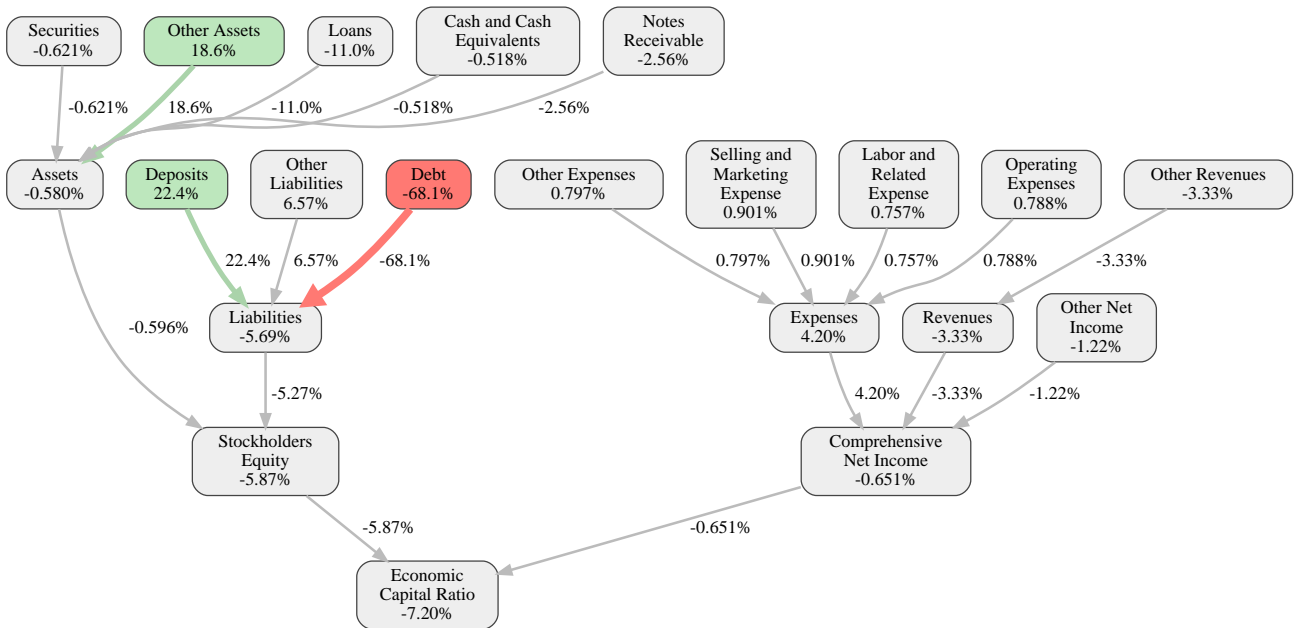 Securities
-0.621%
Other Assets
18.6%
Loans
-11.0%
Cash and Cash
Equivalents
-0.518%
Notes
Receivable
-2.56%
-0.621%
18.6%
-11.0%
-0.518%
-2.56%
Assets
-0.580%
Deposits
22.4%
Other
Liabilities
6.57%
Debt
-68.1%
Other Expenses
0.797%
Selling and
Marketing
Expense
0.901%
Labor and
Related
Expense
0.757%
Operating
Expenses
0.788%
Other Revenues
-3.33%
22.4%
6.57%
-68.1%
0.797%
0.901%
0.757%
0.788%
-3.33%
-0.596%
Liabilities
-5.69%
Expenses
4.20%
Revenues
-3.33%
Other Net
Income
-1.22%
-5.27%
4.20%
-3.33%
-1.22%
Stockholders
Equity
-5.87%
Comprehensive
Net Income
-0.651%
-5.87%
-0.651%
Economic
Capital Ratio
-7.20%